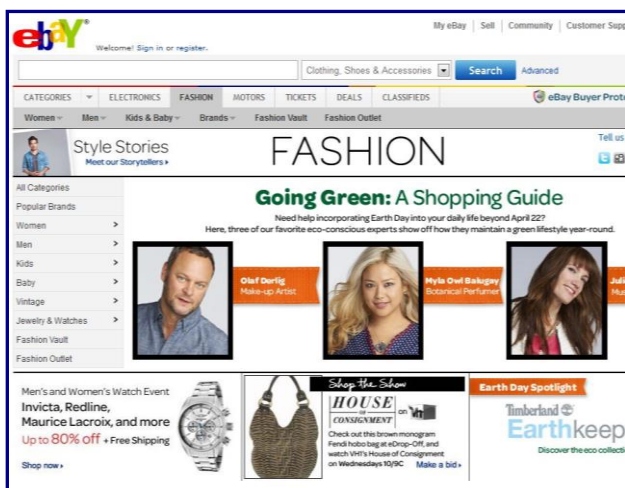 ebay
My eBay | Sell | Community | Customer Supp
Welcome! Sign in or register.
Clothing, Shoes & Accessories
Search
Advanced
CATEGORIES
ELECTRONICS
FASHION
MOTORS
TICKETS
DEALS
CLASSIFIEDS
eBay Buyer Prote
Women
Men
Kids & Baby
Brands
Fashion Vault
Fashion Outlet
Style Stories
Meet our Storytellers
FASHION
Tell us
All Categories
Popular Brands
Women
Men
Kids
Baby
Vintage
Jewelry & Watches
Fashion Vault
Fashion Outlet
Going Green: A Shopping Guide
Need help incorporating Earth Day into your daily life beyond April 22?
Here, three of our favorite eco-conscious experts show off how they maintain a green lifestyle year-round.
Make-up Artist
Myla Owl
Botanical Perfumer
Men's and Women's Watch Event
Invicta, Redline,
Maurice Lacroix, and more
Up to 80% off + Free Shipping
Shop now
Shop the Show
HOUSE
OF
CONSIGNMENT
on VH1
Check out this brown monogram
Fendi hobo bag at eDrop-Off, and
watch VH1's House of Consignment
on Wednesdays 10/9C
Make a bid
Earth Day Spotlight
Timberland
Earthkeep
Discover the eco collecti